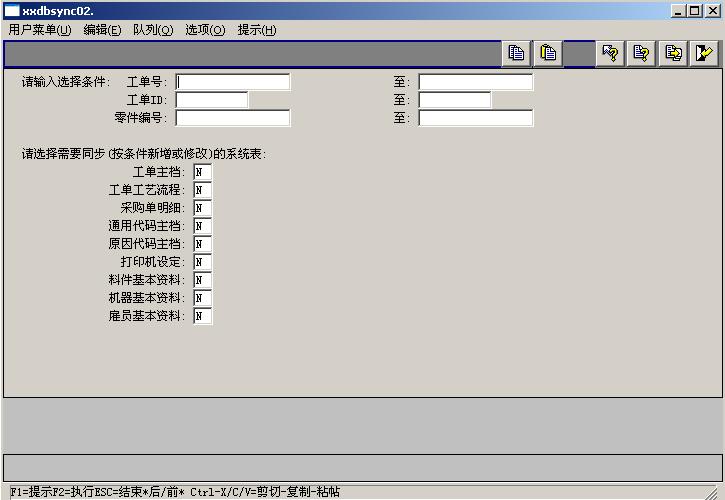 xxdbsync02.
用户菜单(U) 编辑(E) 队列(Q) 选项(O) 提示(H)
请输入选择条件: 工单号: 至:
工单ID: 至:
零件编号: 至:
请选择需要同步(按条件新增或修改)的系统表:
工单主档: N
工单工艺流程: N
采购单明细: N
通用代码主档: N
原因代码主档: N
打印机设定: N
料件基本资料: N
机器基本资料: N
雇员基本资料: N
F1=提示F2=执行ESC=结束*后/前* Ctrl-X/C/V=剪切-复制-粘帖